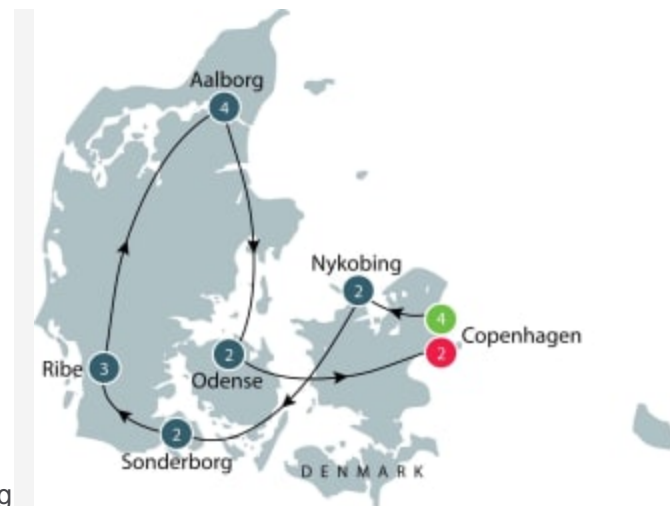 Aalborg
4
Nykobing
2
4
Copenhagen
2
Ribe
3
2
Odense
2
Sonderborg
DENMARK
g